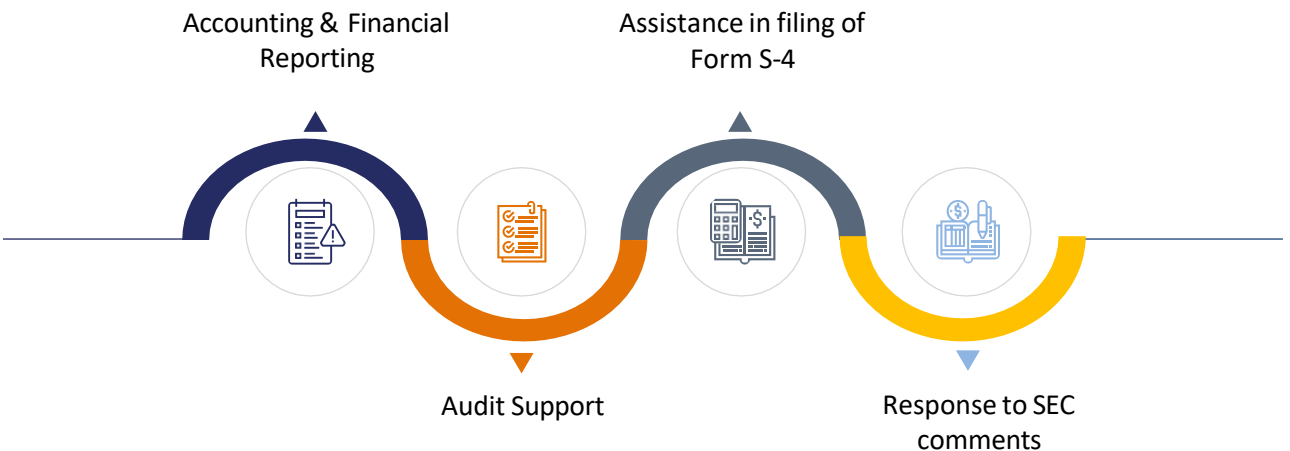 Accounting & Financial
Reporting
Assistance in filing of
Form S-4
Audit Support
Response to SEC
comments